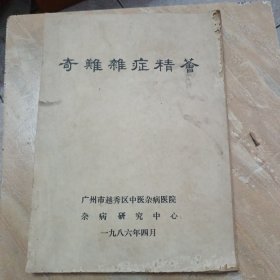 奇難雜症精薈
广州市越秀区中医杂病医院
杂病研究中心
一九八六年四月